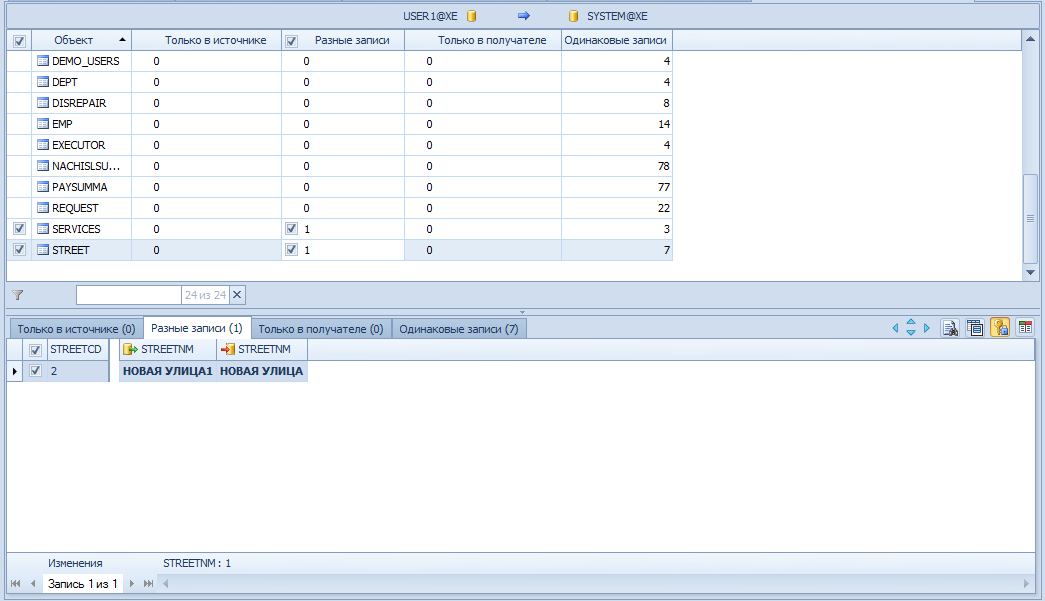 USER1@XE SYSTEM@XE
Объект Только в источнике Разные записи Только в получателе Одинаковые записи
DEMO_USERS 0 0 0 4
DEPT 0 0 0 4
DISREPAIR 0 0 0 8
EMP 0 0 0 14
EXECUTOR 0 0 0 4
NACHISLSU... 0 0 0 78
PAYSUMMA 0 0 0 77
REQUEST 0 0 0 22
SERVICES 0 1 0 3
STREET 0 1 0 7
24 из 24
Только в источнике (0) Разные записи (1) Только в получателе (0) Одинаковые записи (7)
STREETCD STREETNM STREETNM
2 НОВАЯ УЛИЦА1 НОВАЯ УЛИЦА
Изменения STREETNM : 1
Запись 1 из 1